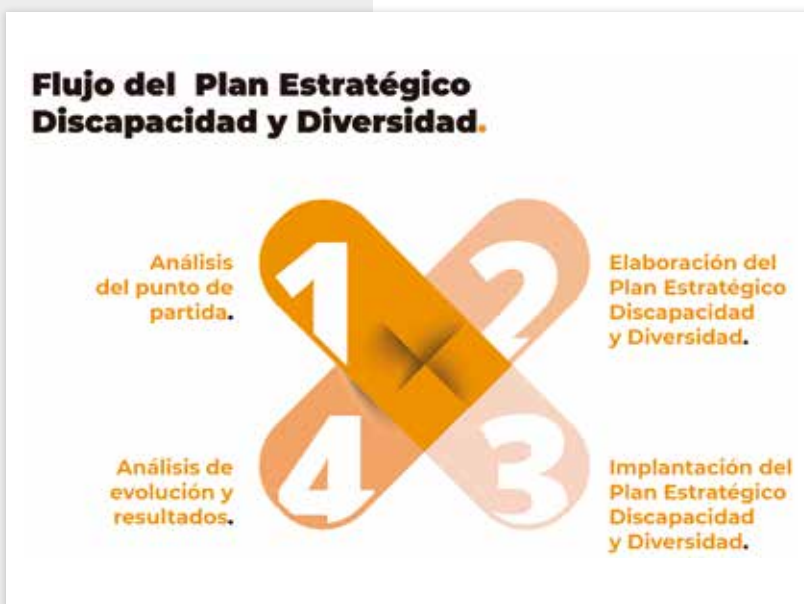 Flujo del Plan Estratégico
Discapacidad y Diversidad.
1
Análisis
del punto de
partida.
2
Elaboración del
Plan Estratégico
Discapacidad
y Diversidad.
3
Implantación del
Plan Estratégico
Discapacidad
y Diversidad.
4
Análisis de
evolución y
resultados.